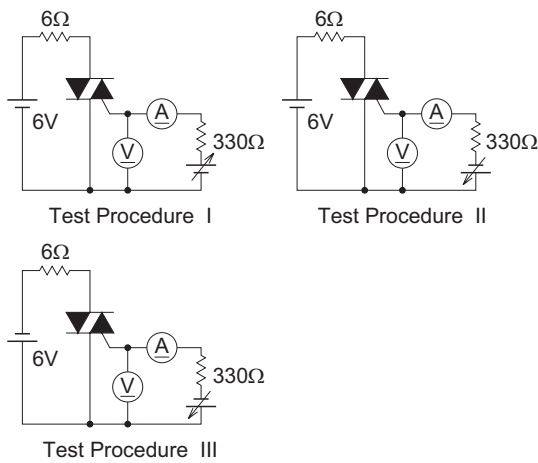 6Ω
6V
A
V
330Ω
Test Procedure I
6Ω
6V
A
V
330Ω
Test Procedure II
6Ω
6V
A
V
330Ω
Test Procedure III